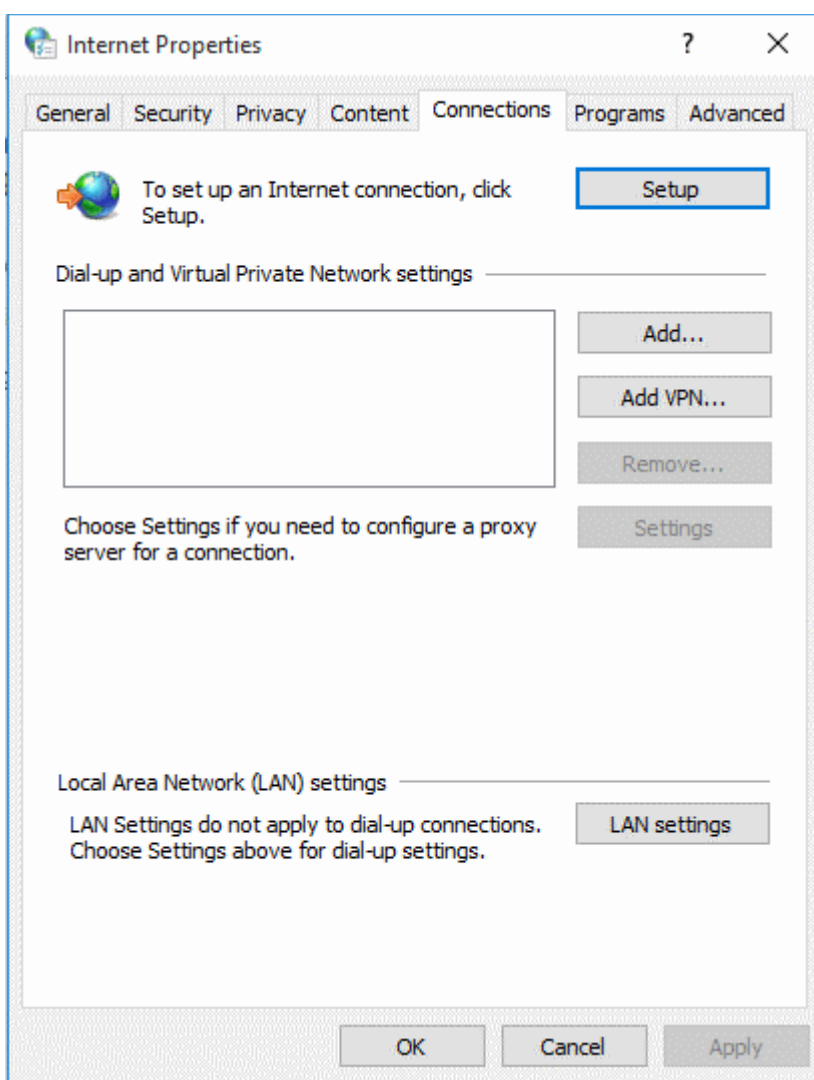 Internet Properties
?
General Security Privacy Content Connections Programs Advanced
To set up an Internet connection, click
Setup.
Setup
Dial-up and Virtual Private Network settings
Add...
Add VPN...
Remove...
Choose Settings if you need to configure a proxy
server for a connection.
Settings
Local Area Network (LAN) settings
LAN Settings do not apply to dial-up connections.
Choose Settings above for dial-up settings.
LAN settings
OK Cancel Apply